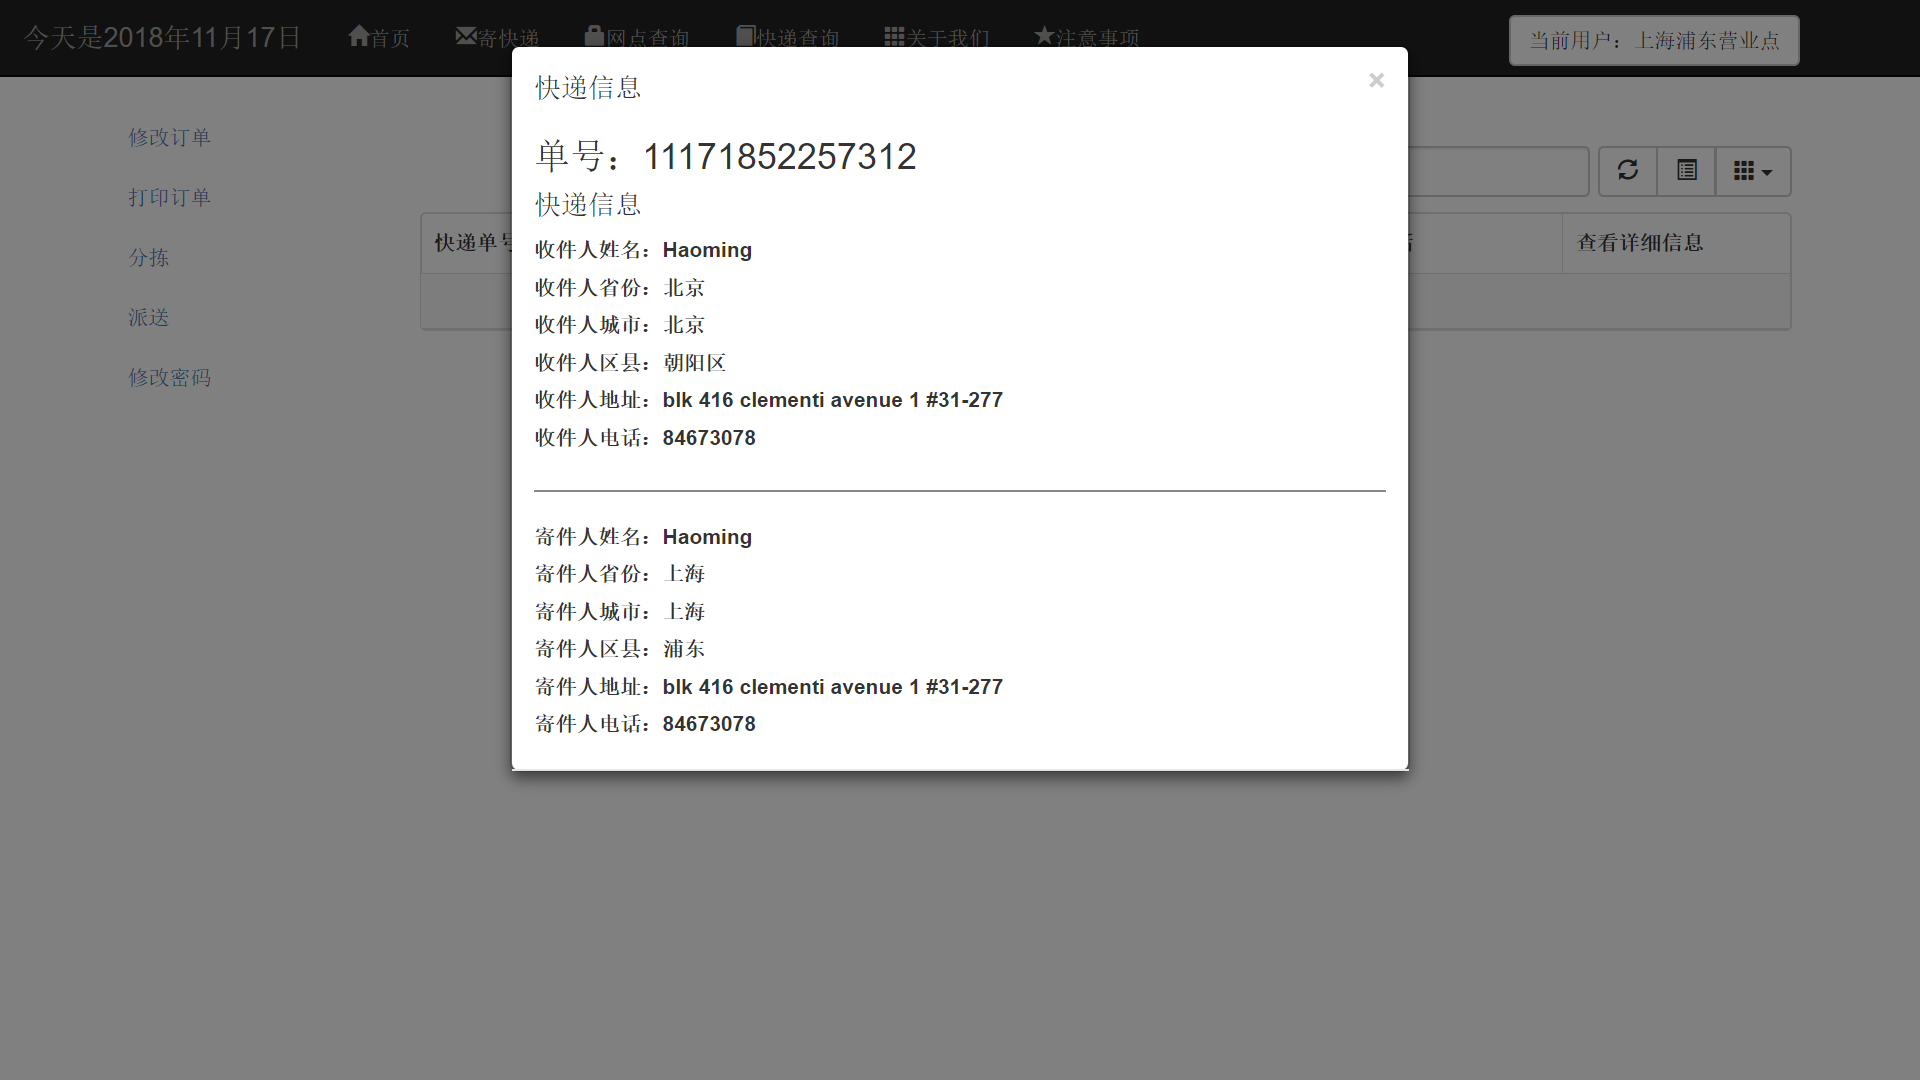 今天是2018年11月17日 首页 寄快递 网点查询 快递查询 关于我们 注意事项 当前用户：上海浦东营业点
修改订单
打印订单
分拣
派送
修改密码
快递单号 查看详细信息
快递信息 ×
单号：11171852257312
快递信息
收件人姓名：Haoming
收件人省份：北京
收件人城市：北京
收件人区县：朝阳区
收件人地址：blk 416 clementi avenue 1 #31-277
收件人电话：84673078
寄件人姓名：Haoming
寄件人省份：上海
寄件人城市：上海
寄件人区县：浦东
寄件人地址：blk 416 clementi avenue 1 #31-277
寄件人电话：84673078